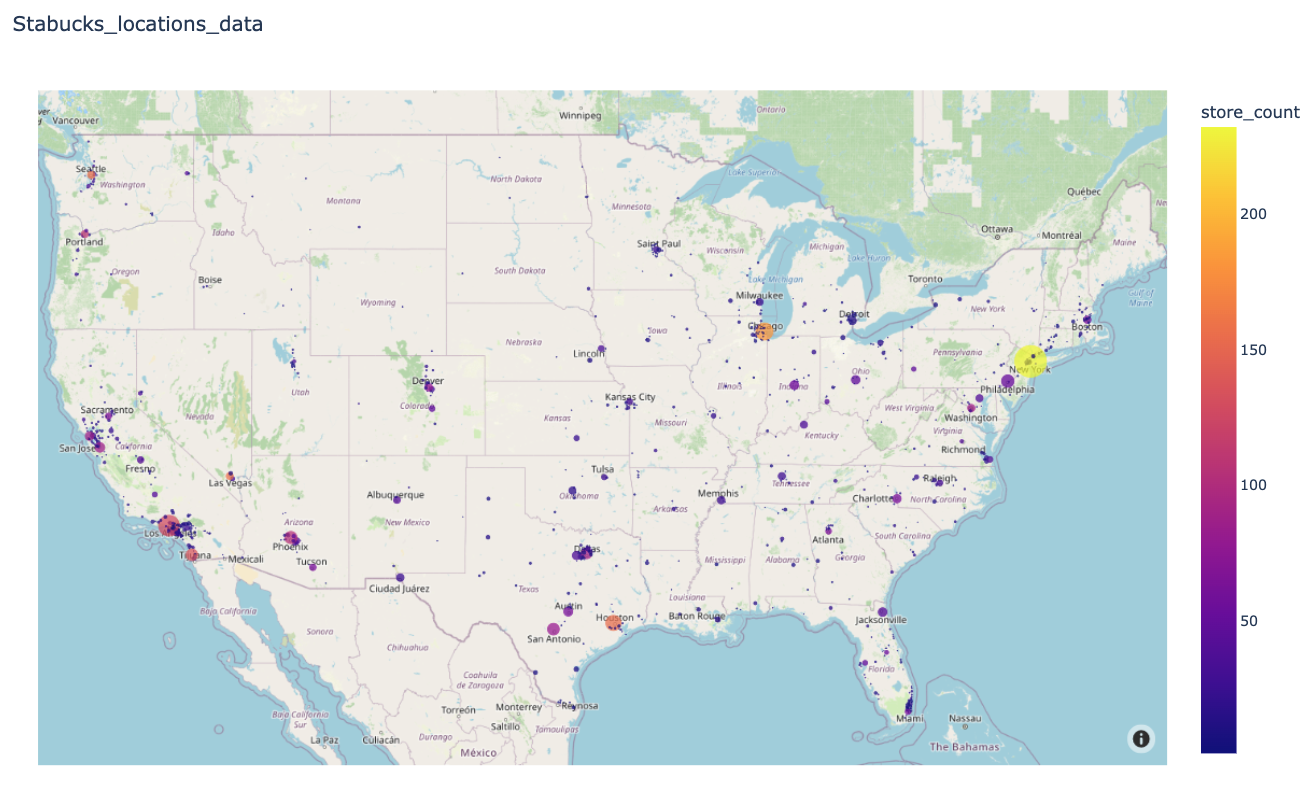 Stabucks_locations_data
store_count
200
150
100
50
Vancouver
Winnipeg
Ontario
Seattle
Washington
North Dakota
Montana
Minnesota
Lake Superior
Québec
Portland
Idaho
Saint Paul
Wisconsin
Michigan
Ottawa
Montréal
Maine
Oregon
Boise
South Dakota
Lake Huron
Lake Michigan
Toronto
Wyoming
Milwaukee
Gulf of
Maine
Detroit
New York
Chicago
Boston
Iowa
Nebraska
Lincoln
Pennsylvania
New York
Utah
Denver
Colorado
Illinois
Indiana
Ohio
Philadelphia
Kansas City
Sacramento
Nevada
Kansas
Missouri
West Virginia
Washington
San Jose
California
Kentucky
Virginia
Richmond
Fresno
Las Vegas
Tulsa
Tennessee
Raleigh
Albuquerque
Oklahoma
Memphis
Charlotte
North Carolina
Arkansas
Los Angeles
Arizona
New Mexico
Phoenix
Dallas
Atlanta
South Carolina
Tijuana
Mexicali
Tucson
Mississippi
Alabama
Georgia
Ciudad Juárez
Texas
Louisiana
Baja California
Austin
Houston
Baton Rouge
Jacksonville
Sonora
San Antonio
Chihuahua
Florida
Coahuila
de Zaragoza
Baja California
Sur
Torreón
Monterrey
Reynosa
Saltillo
Tamaulipas
Miami
Nassau
La Paz
Culiacán
Durango
México
The Bahamas